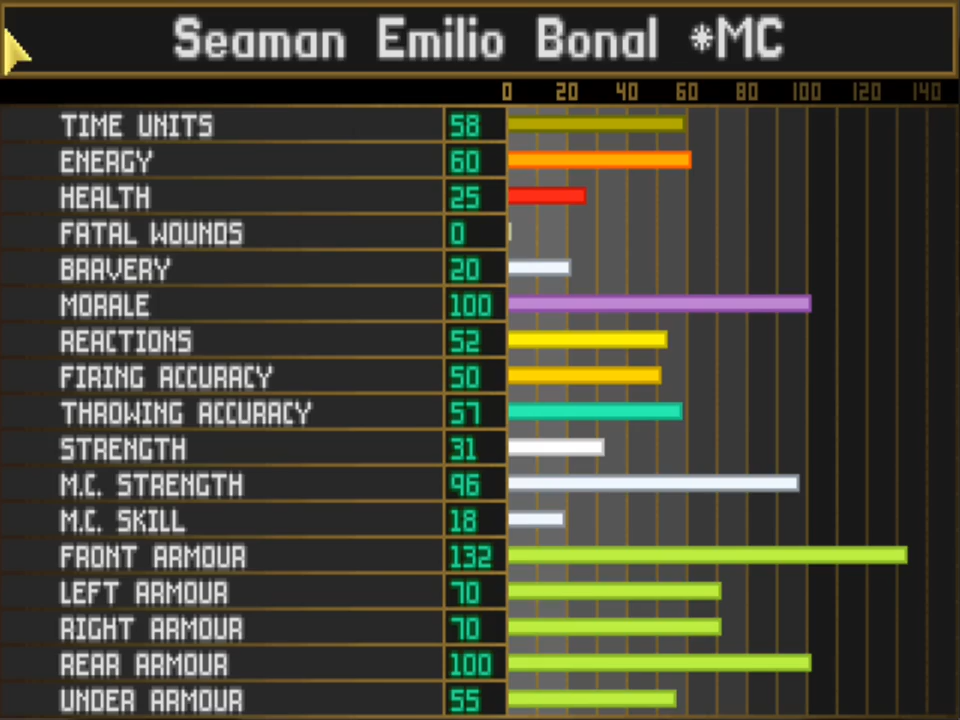 Seaman Emilio Bonal *MC
0 20 40 60 80 100 120 140
TIME UNITS 58
ENERGY 60
HEALTH 25
FATAL WOUNDS 0
BRAVERY 20
MORALE 100
REACTIONS 52
FIRING ACCURACY 50
THROWING ACCURACY 57
STRENGTH 31
M.C. STRENGTH 96
M.C. SKILL 18
FRONT ARMOUR 132
LEFT ARMOUR 70
RIGHT ARMOUR 70
REAR ARMOUR 100
UNDER ARMOUR 55